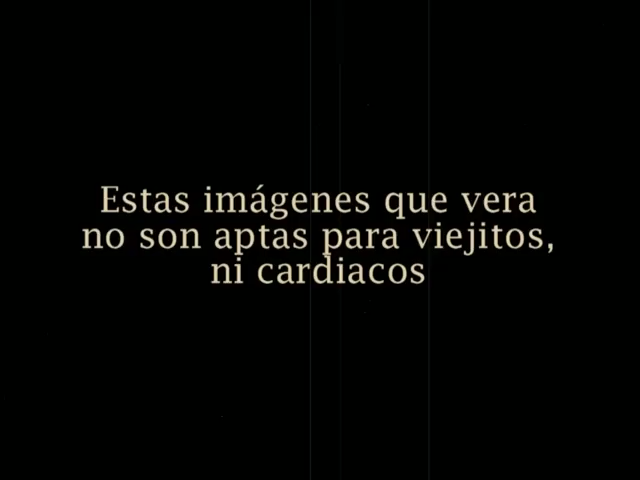 Estas imágenes que vera
no son aptas para viejitos,
ni cardiacos